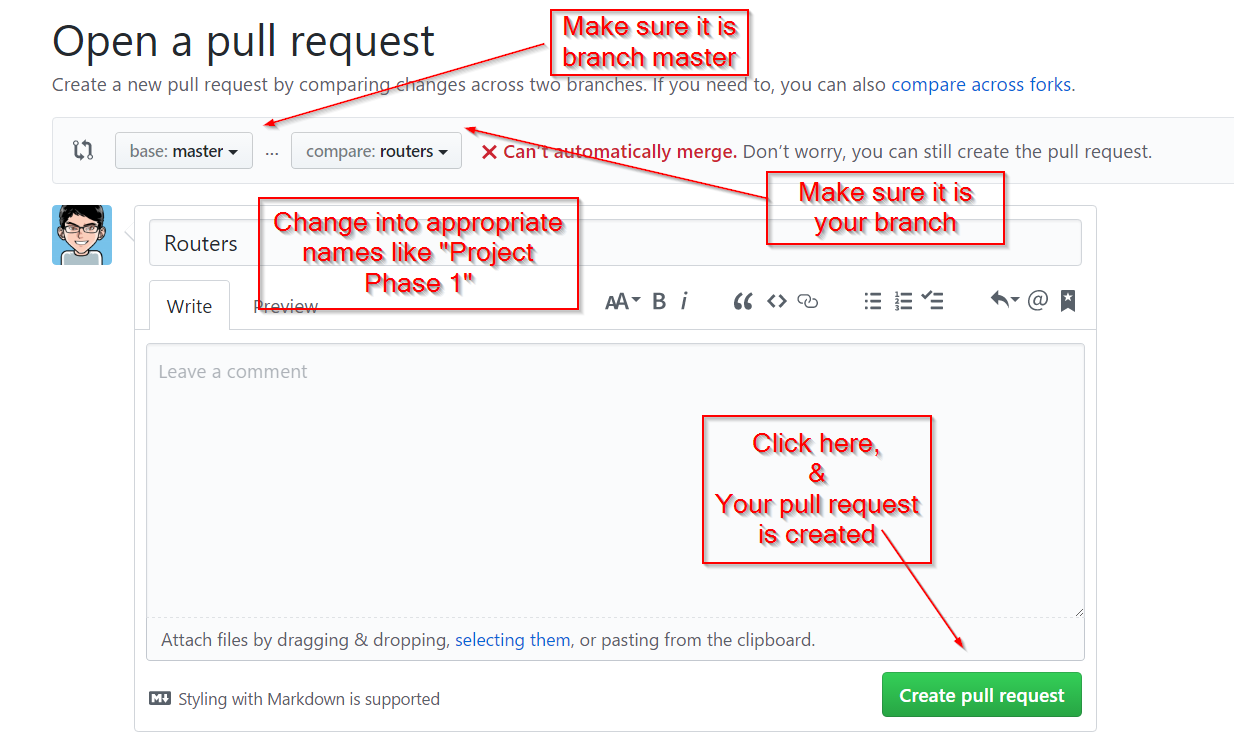 Open a pull request
Make sure it is
branch master
Create a new pull request by comparing changes across two branches. If you need to, you can also compare across forks.
base: master ... compare: routers Can't automatically merge. Don't worry, you can still create the pull request.
Make sure it is
your branch
Routers
Change into appropriate
names like "Project
Phase 1"
Write Preview AA B i
Leave a comment
Click here,
&
Your pull request
is created
Attach files by dragging & dropping, selecting them, or pasting from the clipboard.
M Styling with Markdown is supported
Create pull request